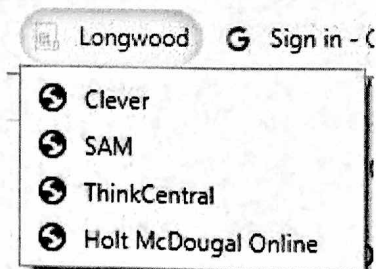 Longwood G Sign in -
Clever
SAM
ThinkCentral
Holt McDougal Online